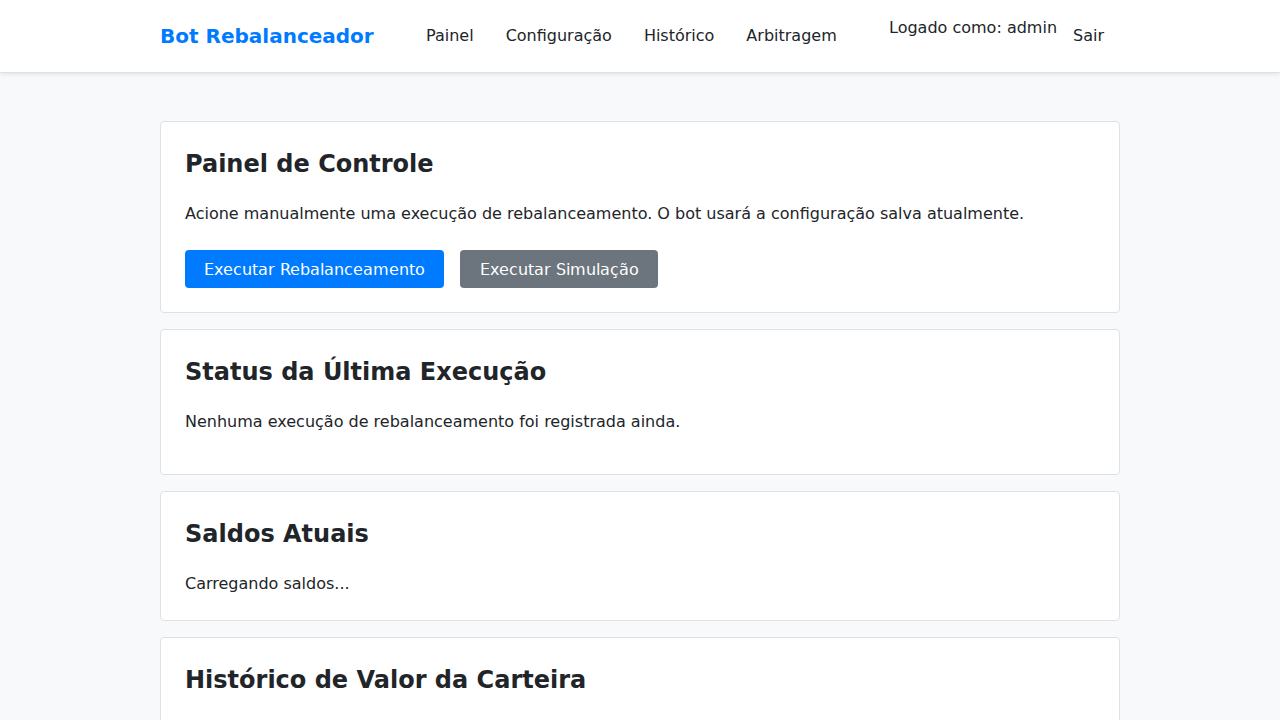 Bot Rebalanceador
Painel
Configuração
Histórico
Arbitragem
Logado como: admin
Sair
Painel de Controle
Acione manualmente uma execução de rebalanceamento. O bot usará a configuração salva atualmente.
Executar Rebalanceamento
Executar Simulação
Status da Última Execução
Nenhuma execução de rebalanceamento foi registrada ainda.
Saldos Atuais
Carregando saldos...
Histórico de Valor da Carteira